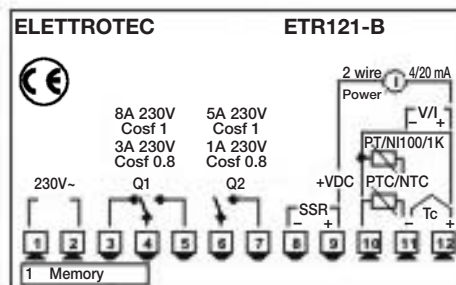 ELETTROTEC ETR121-B
CE
2 wire I 4/20 mA
Power
V/I
- +
8A 230V 5A 230V
Cosf 1 Cosf 1
3A 230V 1A 230V
Cosf 0.8 Cosf 0.8
PT/NI100/1K
230V~ Q1 Q2 +VDC PTC/NTC
SSR Tc
- + - +
1 2 3 4 5 6 7 8 9 10 11 12
1 Memory